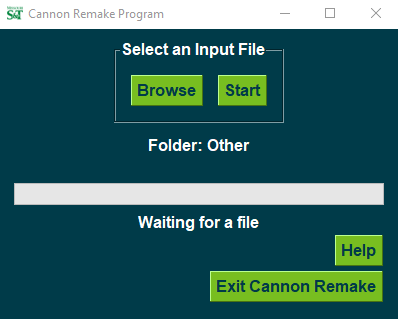 S&T
Cannon Remake Program
Select an Input File
Browse
Start
Folder: Other
Waiting for a file
Help
Exit Cannon Remake